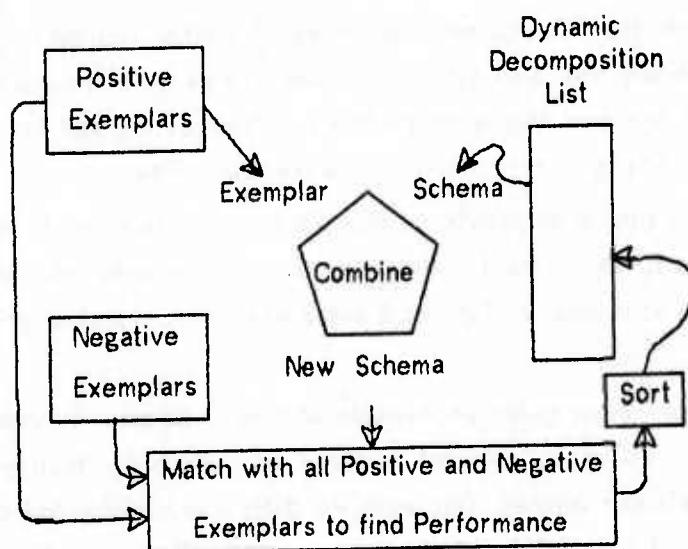 Dynamic
Decomposition
List
Positive
Exemplars
Exemplar
Schema
Combine
Negative
Exemplars
New Schema
Sort
Match with all Positive and Negative
Exemplars to find Performance